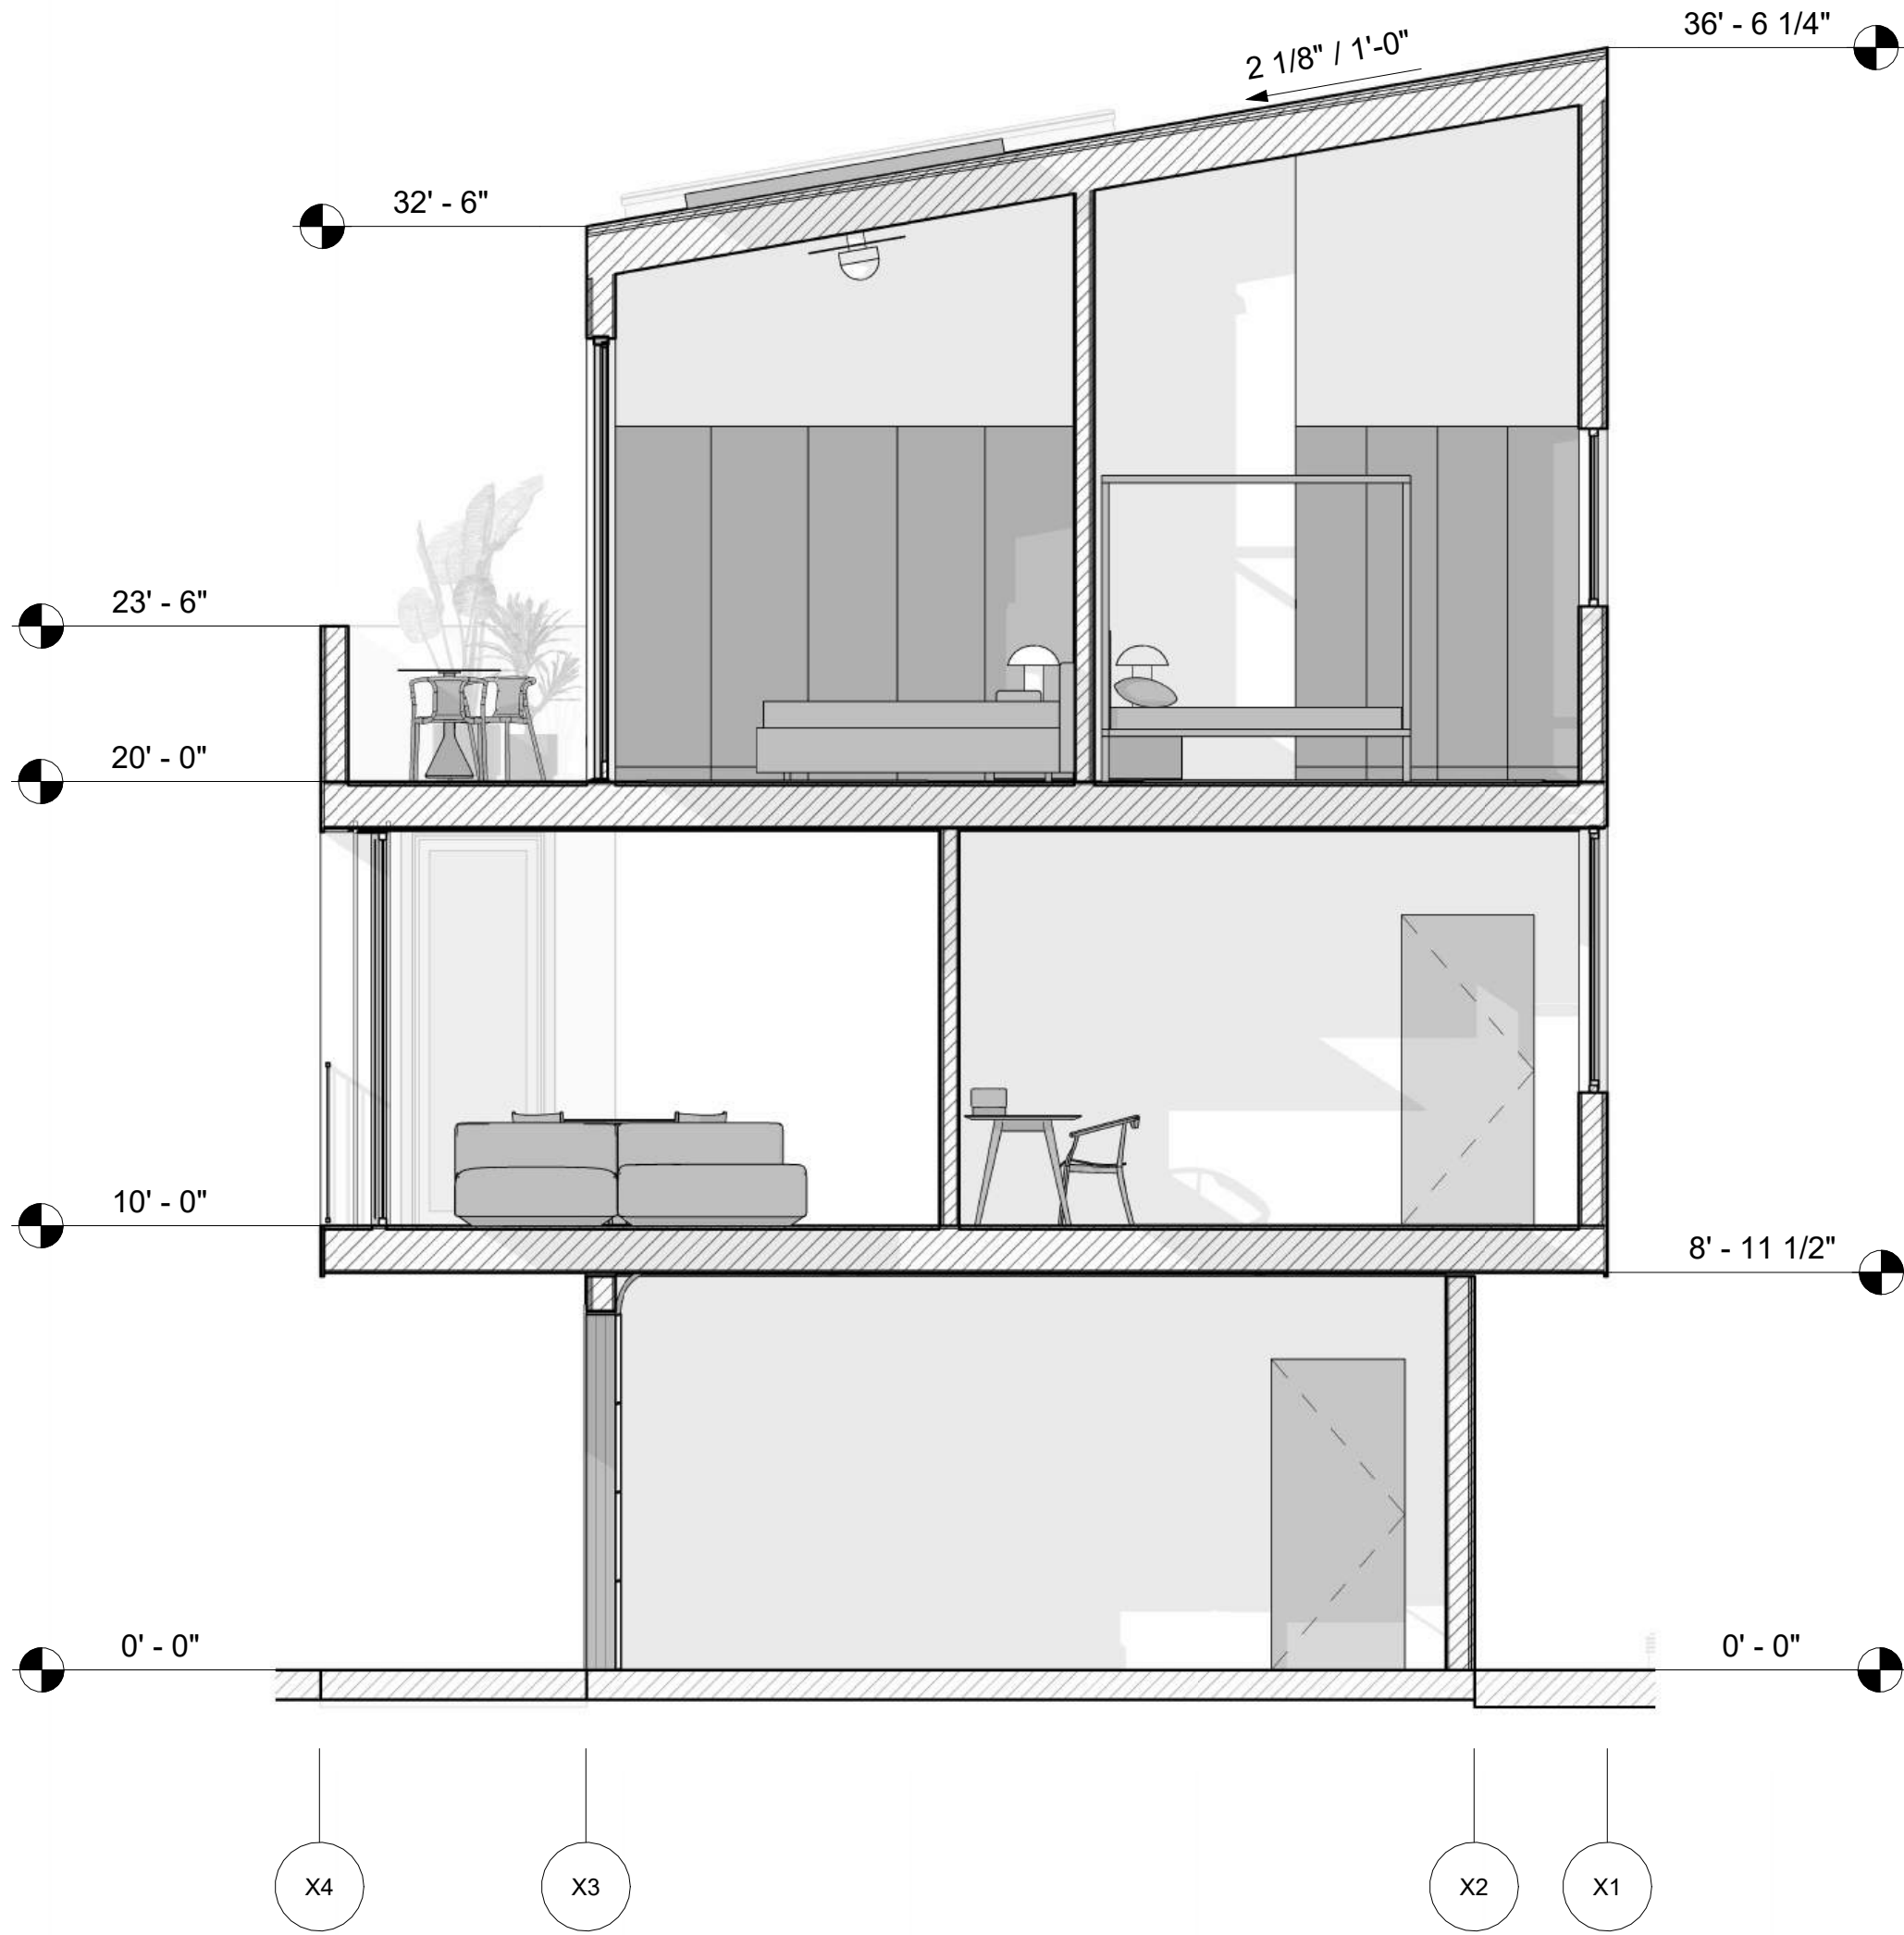 36' - 6 1/4"
2 1/8" / 1'-0"
32' - 6"
23' - 6"
20' - 0"
10' - 0"
8' - 11 1/2"
0' - 0"
0' - 0"
X4
X3
X2
X1